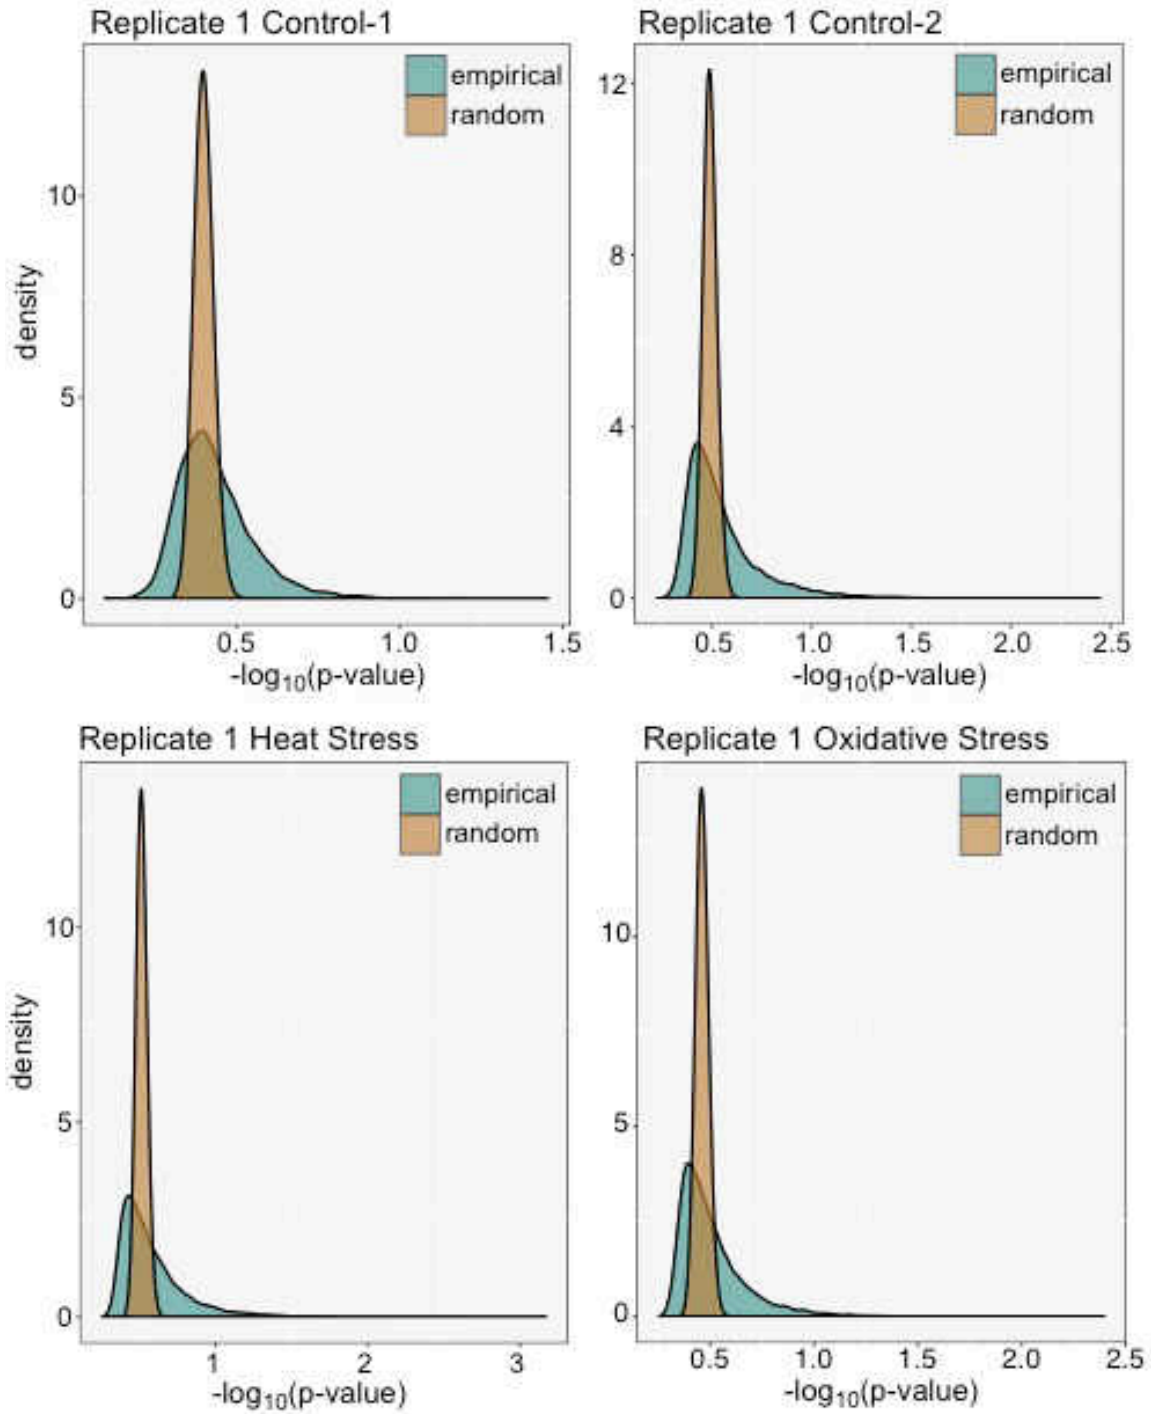 Replicate 1 Control-1
empirical
random
10
5
0
density
0.5 1.0 1.5
-log10(p-value)
Replicate 1 Control-2
empirical
random
12
8
4
0
0.5 1.0 1.5 2.0 2.5
-log10(p-value)
Replicate 1 Heat Stress
empirical
random
10
5
0
density
1 2 3
-log10(p-value)
Replicate 1 Oxidative Stress
empirical
random
10
5
0
0.5 1.0 1.5 2.0 2.5
-log10(p-value)